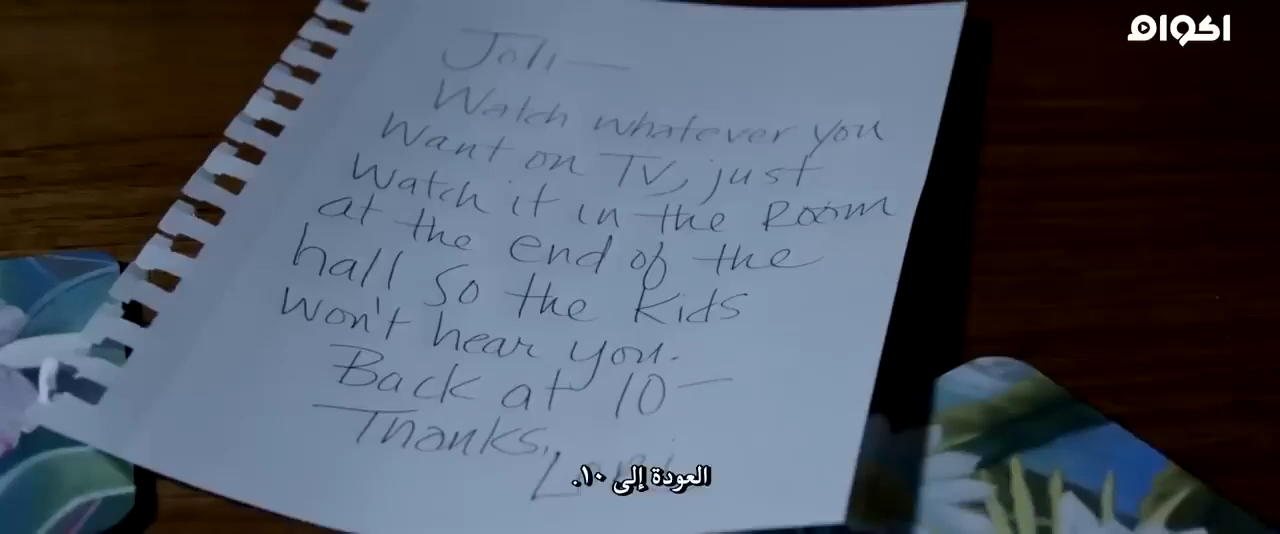 اكوام
Joli —
Watch whatever you
want on TV, just
watch it in the room
at the end of the
hall so the kids
won't hear you.
Back at 10 —
Thanks,
العودة إلى ١٠.